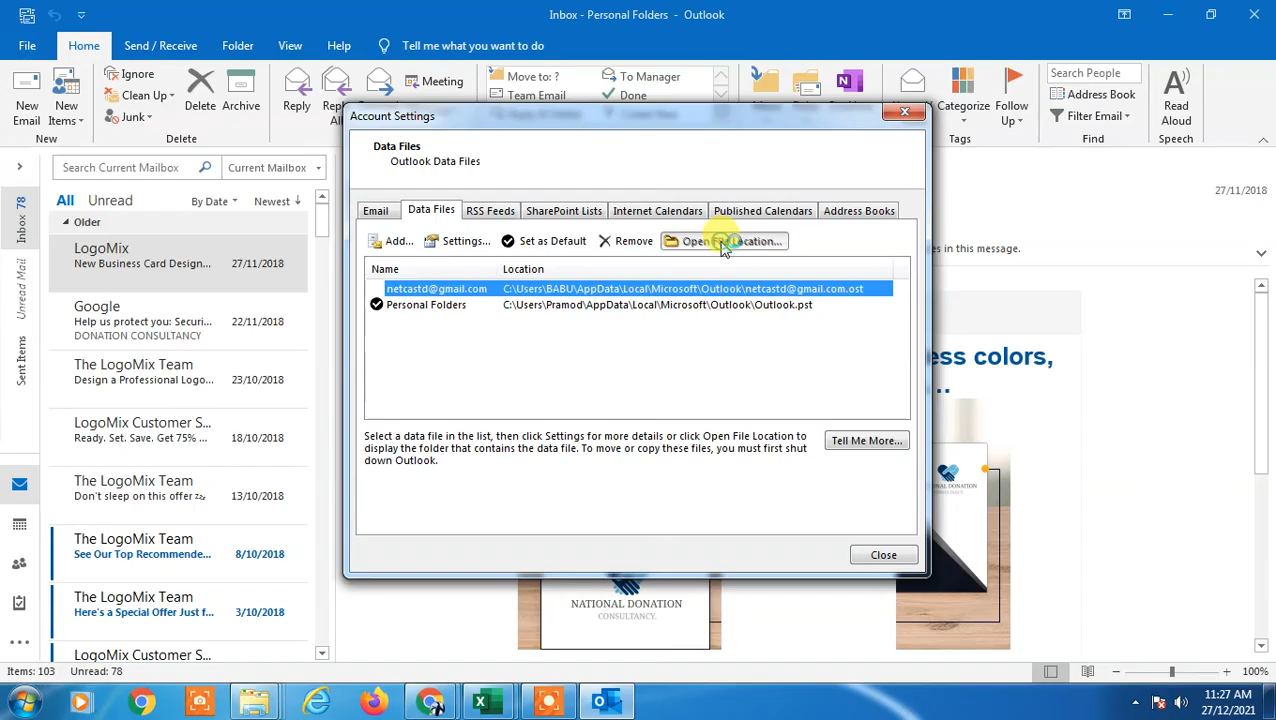 Inbox - Personal Folders - Outlook
File Home Send / Receive Folder View Help Tell me what you want to do
New Email
New Items
New
Ignore
Clean Up
Junk
Delete
Archive
Delete
Reply
Meeting
Move to: ?
Team Email
To Manager
Done
Categorize
Follow Up
Tags
Search People
Address Book
Filter Email
Find
Read Aloud
Speech
Search Current Mailbox Current Mailbox
All Unread By Date Newest
Older
LogoMix
New Business Card Design... 27/11/2018
Google
Help us protect you: Securi... 22/11/2018
DONATION CONSULTANCY
The LogoMix Team
Design a Professional Logo... 23/10/2018
LogoMix Customer S...
Ready. Set. Save. Get 75% ... 18/10/2018
The LogoMix Team
Don't sleep on this offer 13/10/2018
The LogoMix Team
See Our Top Recommende... 8/10/2018
The LogoMix Team
Here's a Special Offer Just f... 3/10/2018
LogoMix Customer S...
Inbox 78
Unread Mail
Sent Items
Account Settings
Data Files
Outlook Data Files
Email Data Files RSS Feeds SharePoint Lists Internet Calendars Published Calendars Address Books
Add... Settings... Set as Default Remove Open File Location...
Name Location
netcastd@gmail.com C:\Users\BABU\AppData\Local\Microsoft\Outlook\netcastd@gmail.com.ost
Personal Folders C:\Users\Pramod\AppData\Local\Microsoft\Outlook\Outlook.pst
Select a data file in the list, then click Settings for more details or click Open File Location to
display the folder that contains the data file. To move or copy these files, you must first shut
down Outlook.
Tell Me More...
Close
27/11/2018
es in this message.
ess colors,
..
NATIONAL DONATION
CONSULTANCY.
NATIONAL DONATION
CONSULTANCY.
Items: 103 Unread: 78 100%
11:27 AM
27/12/2021